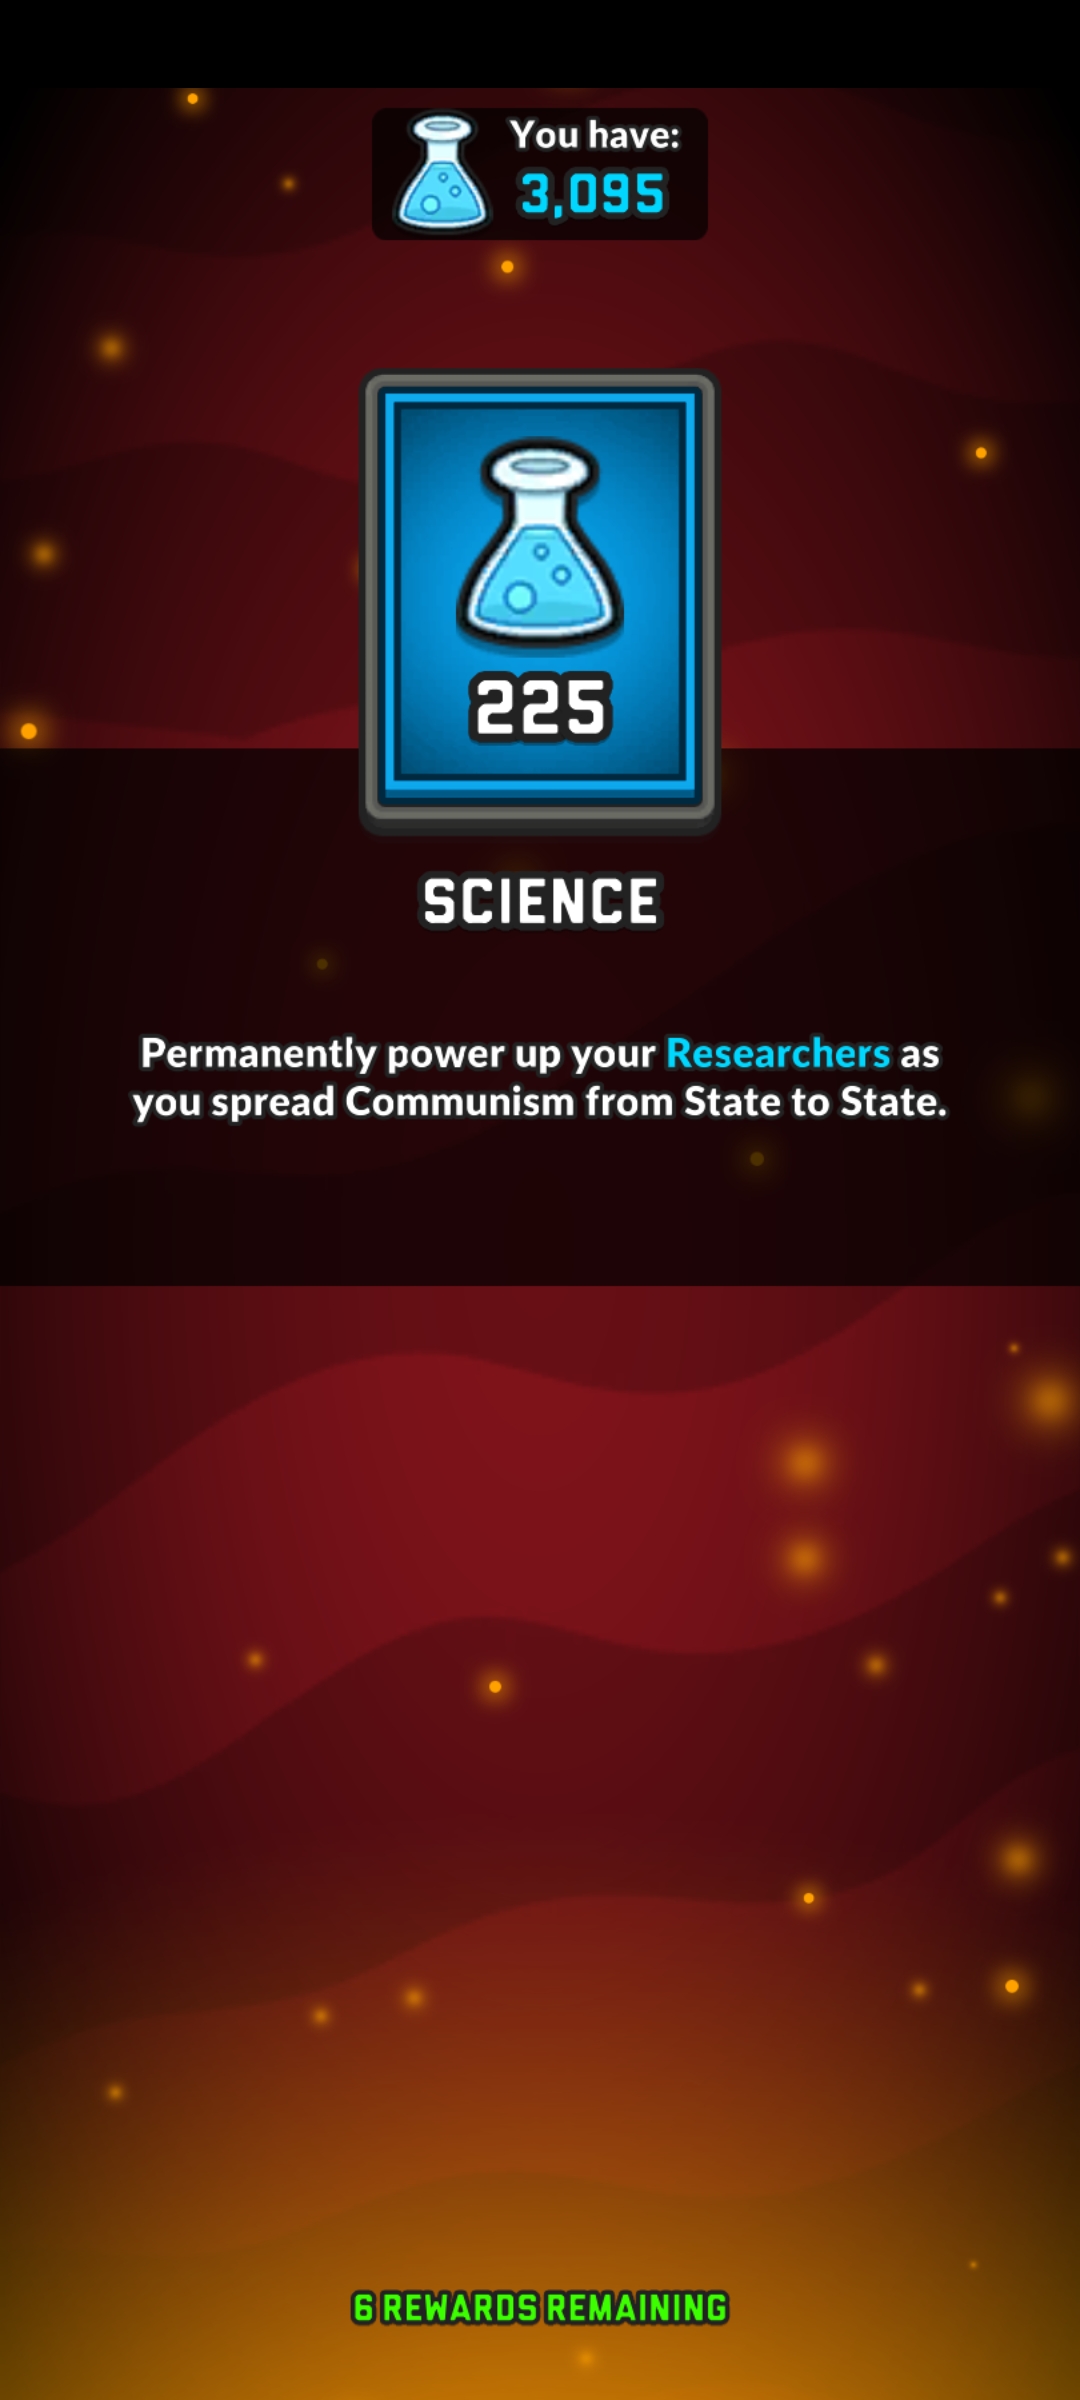 You have:
3,095
225
SCIENCE
Permanently power up your Researchers as
you spread Communism from State to State.
6 REWARDS REMAINING